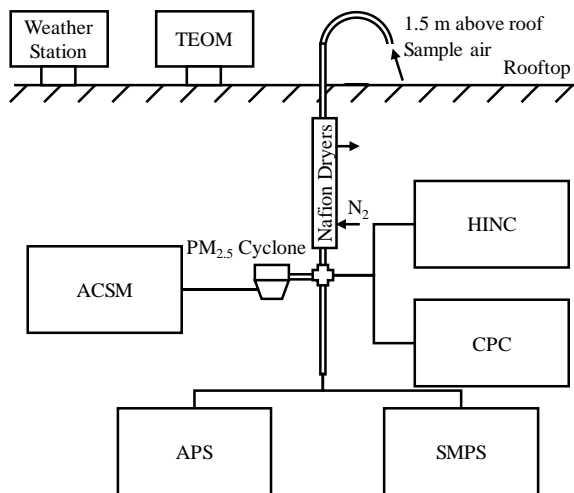 Weather
Station
TEOM
1.5 m above roof
Sample air
Rooftop
Nafion Dryers
N₂
HINC
PM₂.₅ Cyclone
ACSM
CPC
APS
SMPS